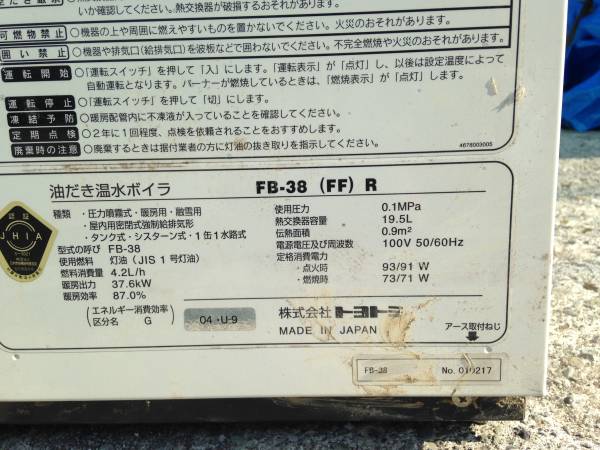 いか確認してください。熱交換器が破損するおそれがあります。
可燃物禁止 ○機器の上や周囲に燃えやすいものを置かないでください。火災のおそれがあります。
囲い禁止 ○機器や排気口(給排気口)を波板などで囲わないでください。不完全燃焼や火災のおそれがあります。
運転開始 ○「運転スイッチ」を押して「入」にします。「運転表示」が「点灯」し、以後は設定温度によって
自動運転となります。バーナーが燃焼しているときは、「燃焼表示」が「点灯」します。
運転停止 ○「運転スイッチ」を押して「切」にします。
凍結予防 ○暖房配管内に不凍液が入っていることを確認してください。
定期点検 ○2年に1回程度、点検を依頼されることをおすすめします。
廃棄時の注意 ○廃棄するときは据付業者の方に灯油の抜き取りを指示してください。
4678003005
油だき温水ボイラ FB-38 (FF) R
種類 ・圧力噴霧式・暖房用・融雪用
・屋内用密閉式強制給排気形
・タンク式・シスターン式・1缶1水路式
型式の呼び FB-38
使用燃料 灯油(JIS 1号灯油)
燃料消費量 4.2L/h
暖房出力 37.6kW
暖房効率 87.0%
(エネルギー消費効率)
区分名 G
04・U-9
使用圧力 0.1MPa
熱交換器容量 19.5L
伝熱面積 0.9m²
電源電圧及び周波数 100V 50/60Hz
定格消費電力
・点火時 93/91 W
・燃焼時 73/71 W
株式会社 トヨトミ
MADE IN JAPAN
アース取付ねじ
認証
JHIA
FB-38 No. 010217